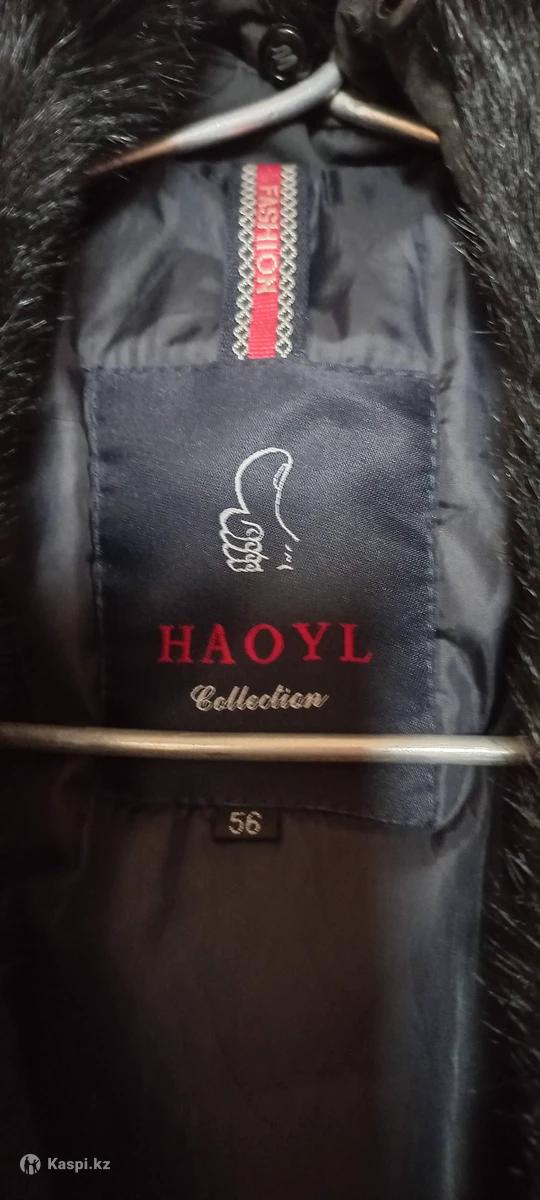 FASHION
HAOYL
Collection
56
Kaspi.kz